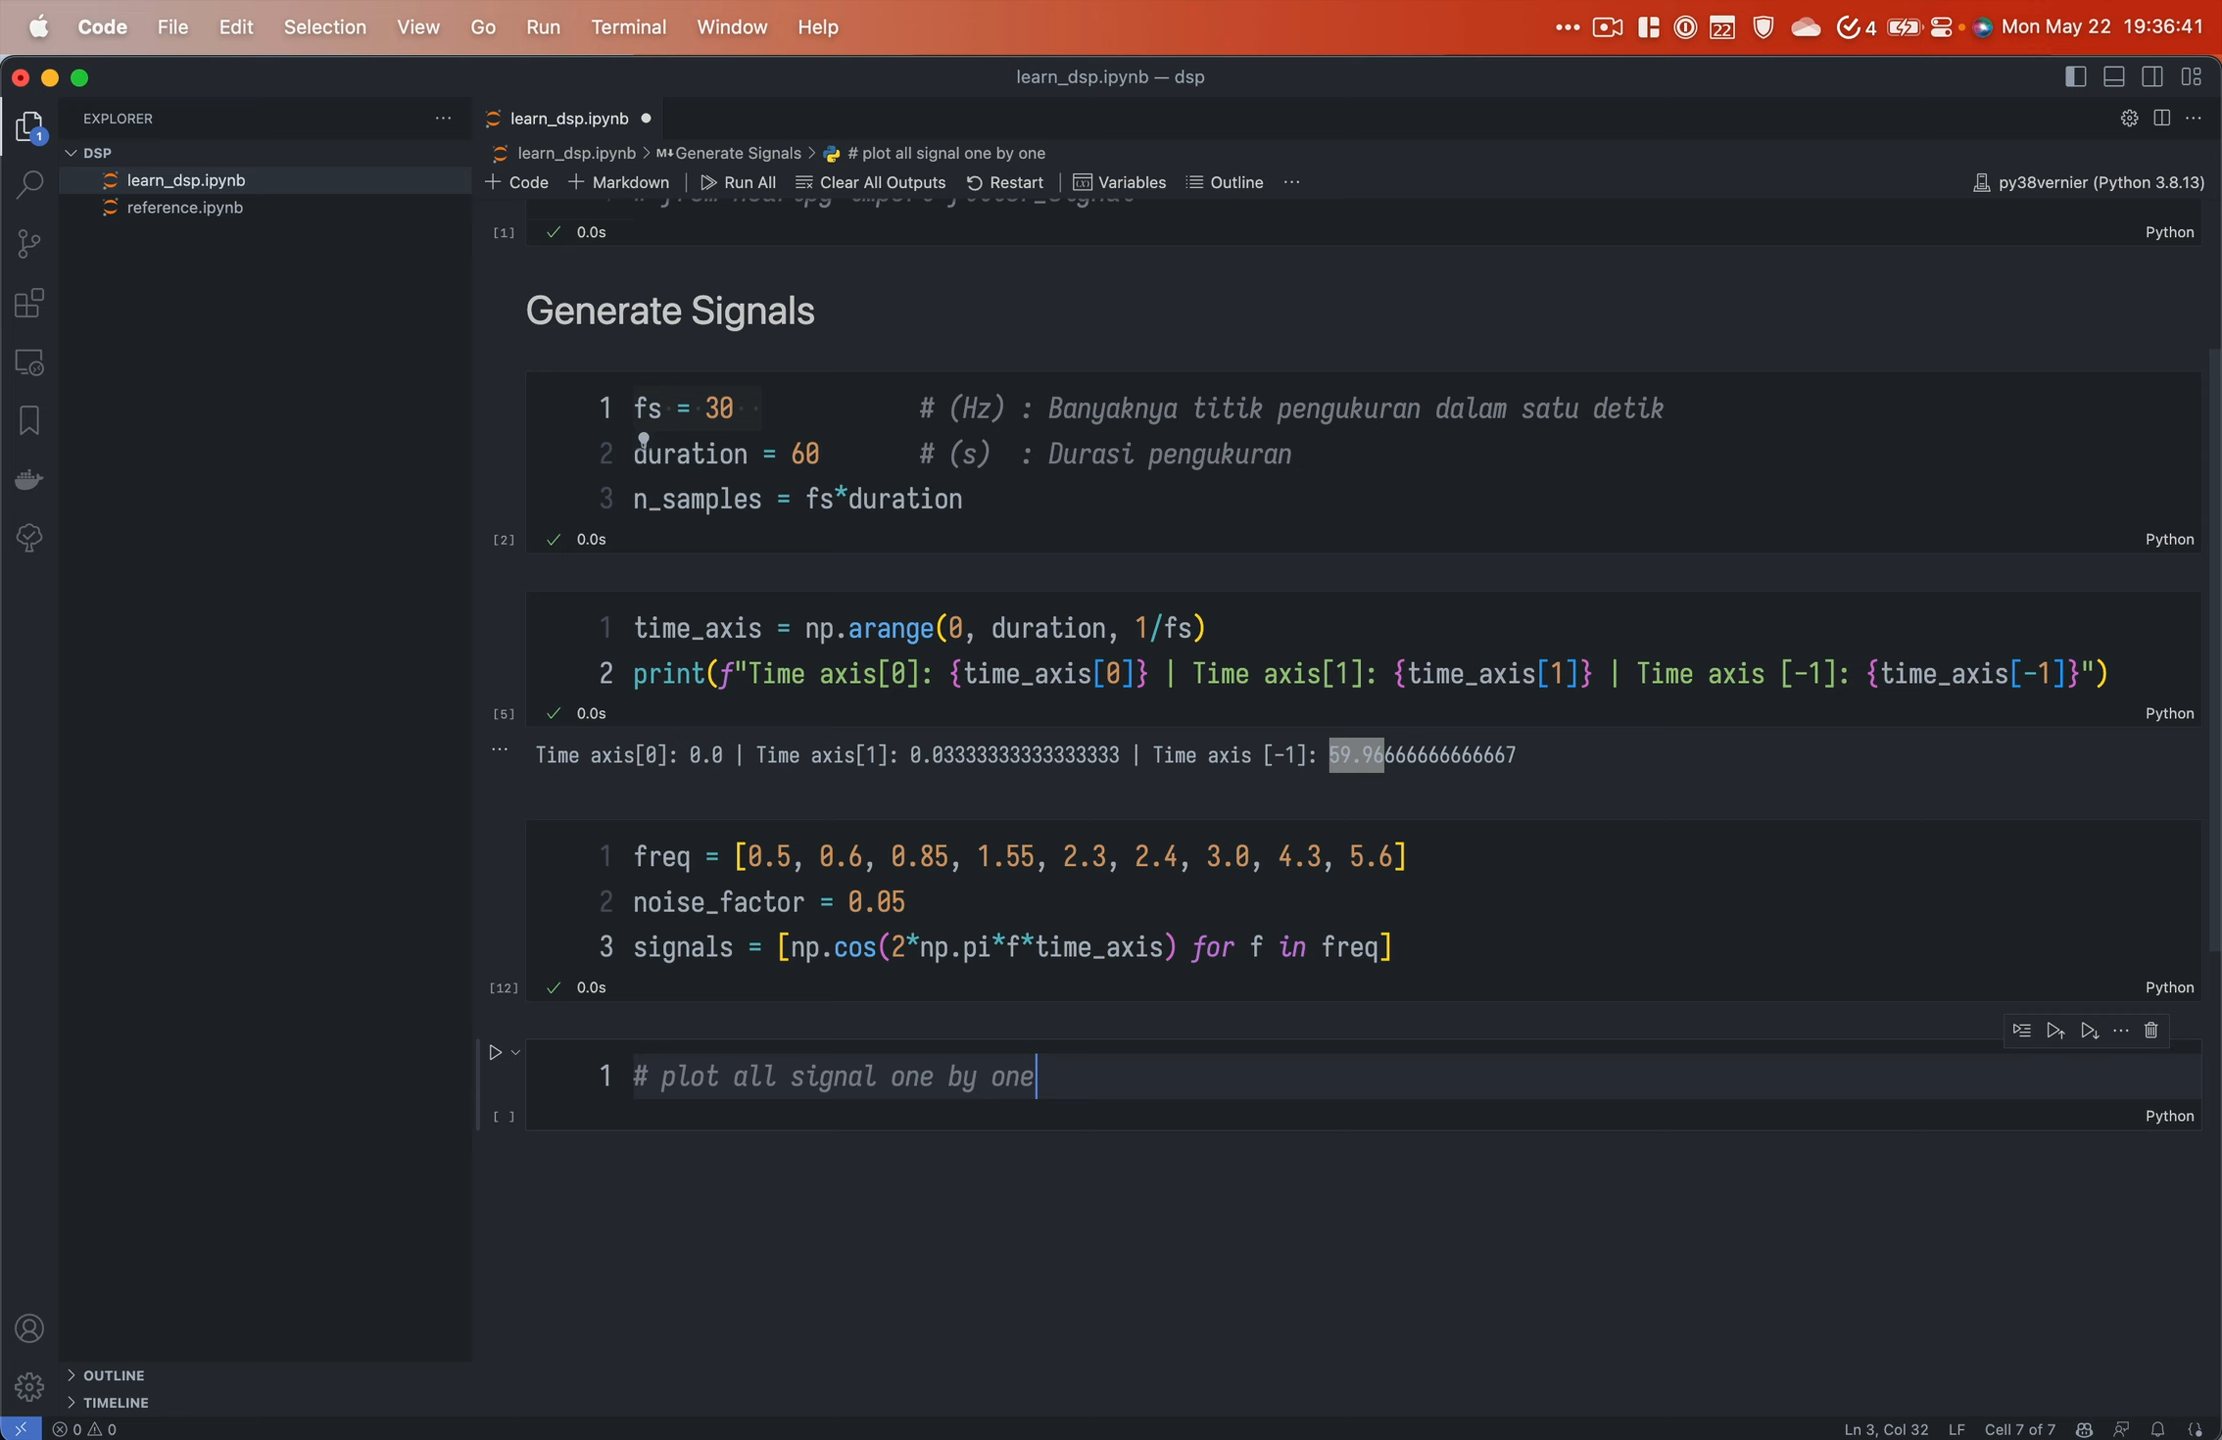 Code File Edit Selection View Go Run Terminal Window Help 22 4 Mon May 22 19:36:41
learn_dsp.ipynb — dsp
EXPLORER
learn_dsp.ipynb
DSP
learn_dsp.ipynb > M↓Generate Signals > # plot all signal one by one
learn_dsp.ipynb
reference.ipynb
+ Code + Markdown Run All Clear All Outputs Restart Variables Outline ... py38vernier (Python 3.8.13)
[1] 0.0s Python
Generate Signals
1 fs = 30 # (Hz) : Banyaknya titik pengukuran dalam satu detik
2 duration = 60 # (s) : Durasi pengukuran
3 n_samples = fs*duration
[2] 0.0s Python
1 time_axis = np.arange(0, duration, 1/fs)
2 print(f"Time axis[0]: {time_axis[0]} | Time axis[1]: {time_axis[1]} | Time axis [-1]: {time_axis[-1]}")
[5] 0.0s Python
... Time axis[0]: 0.0 | Time axis[1]: 0.03333333333333333 | Time axis [-1]: 59.96666666666667
1 freq = [0.5, 0.6, 0.85, 1.55, 2.3, 2.4, 3.0, 4.3, 5.6]
2 noise_factor = 0.05
3 signals = [np.cos(2*np.pi*f*time_axis) for f in freq]
[12] 0.0s Python
1 # plot all signal one by one
[ ] Python
OUTLINE
TIMELINE
0 0 Ln 3, Col 32 LF Cell 7 of 7